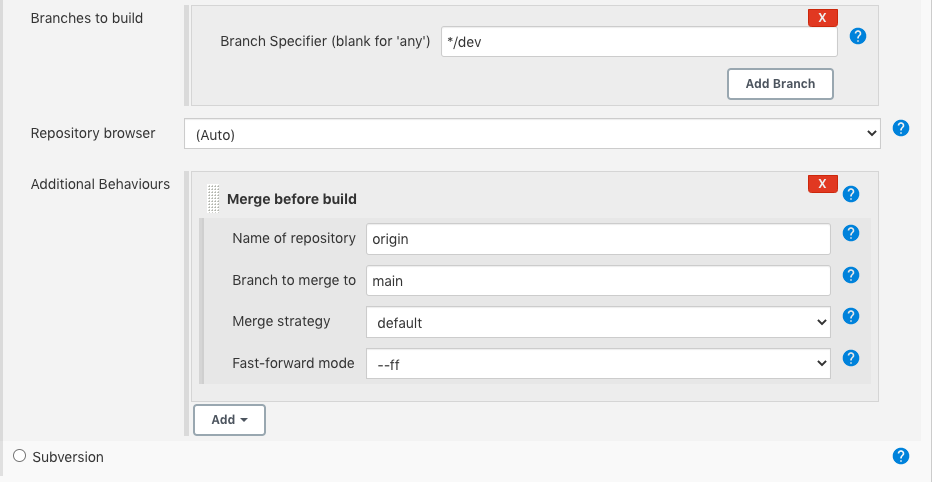 Branches to build
X
Branch Specifier (blank for 'any') */dev ?
Add Branch
Repository browser (Auto) ?
Additional Behaviours X
Merge before build ?
Name of repository origin ?
Branch to merge to main ?
Merge strategy default ?
Fast-forward mode --ff ?
Add
Subversion ?